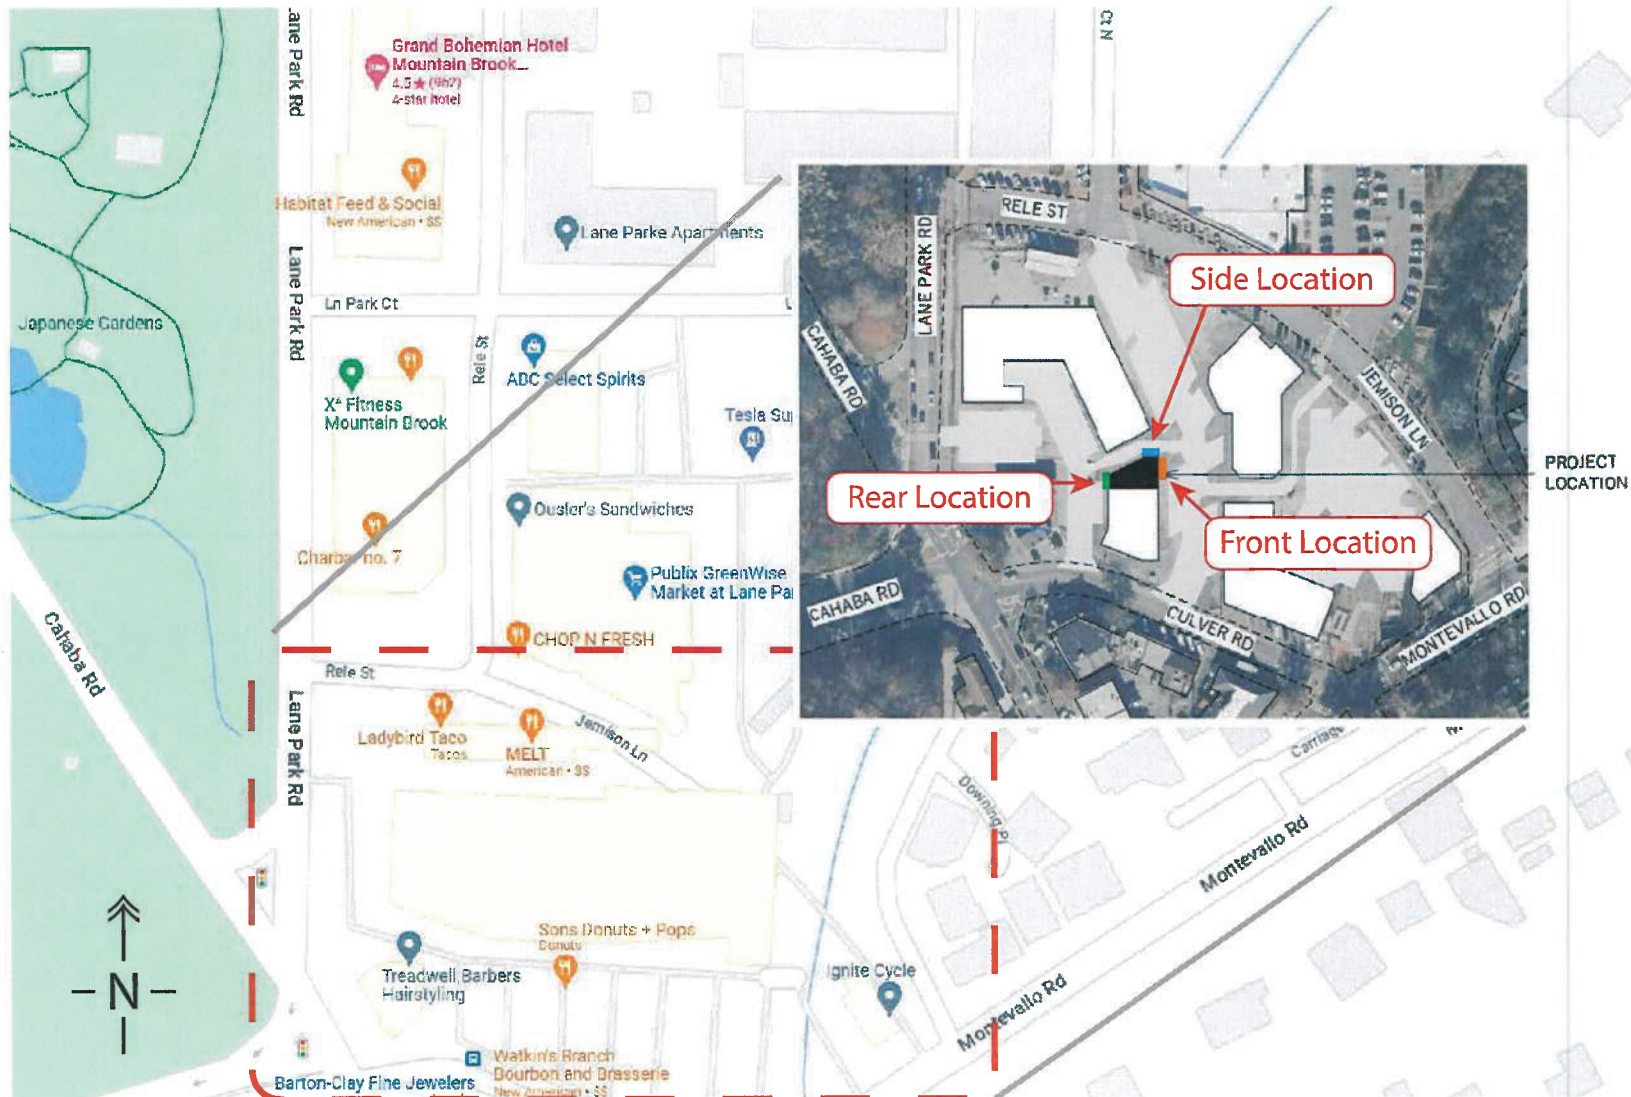 Lane Park Rd
Grand Bohemian Hotel
Mountain Brook...
4-star hotel
Ct N
Habitat Feed & Social
New American • $$
Lane Parke Apartments
Lane Park Rd
Ln Park Ct
Japanese Gardens
Rele St
ABC Select Spirits
X⁴ Fitness
Mountain Brook
Tesla Su
Ousler's Sandwiches
Charbar no. 7
Publix GreenWise
Market at Lane Par
CHOP N FRESH
Cahaba Rd
Rele St
Lane Park Rd
Ladybird Taco
Tacos
MELT
American • $$
Jemison Ln
RELE ST
LANE PARK RD
Side Location
CAHABA RD
JEMISON LN
PROJECT
LOCATION
Rear Location
Front Location
CAHABA RD
CULVER RD
MONTEVALLO RD
Carriage
Downing Pl
Montevallo Rd
Sons Donuts + Pops
Donuts
Treadwell Barbers
Hairstyling
Ignite Cycle
Montevallo Rd
N
Watkin's Branch
Bourbon and Brasserie
New American • $$
Barton-Clay Fine Jewelers